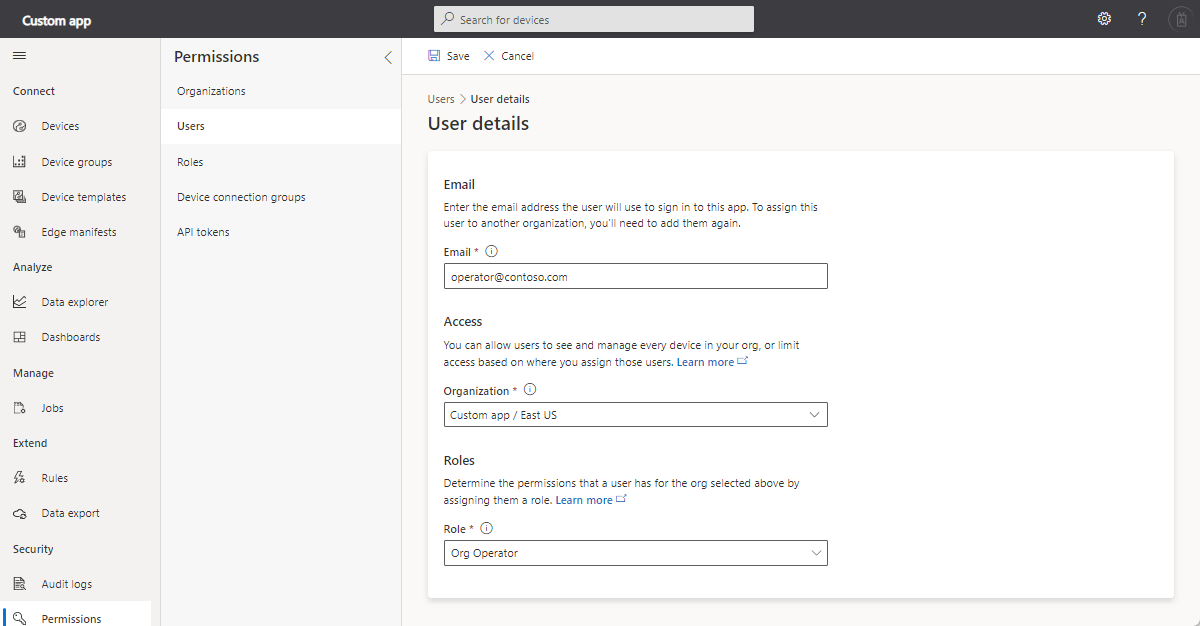 Custom app
Search for devices
?
Connect
Devices
Device groups
Device templates
Edge manifests
Analyze
Data explorer
Dashboards
Manage
Jobs
Extend
Rules
Data export
Security
Audit logs
Permissions
Permissions
Organizations
Users
Roles
Device connection groups
API tokens
Save Cancel
Users > User details
User details
Email
Enter the email address the user will use to sign in to this app. To assign this
user to another organization, you'll need to add them again.
Email *
operator@contoso.com
Access
You can allow users to see and manage every device in your org, or limit
access based on where you assign those users. Learn more
Organization *
Custom app / East US
Roles
Determine the permissions that a user has for the org selected above by
assigning them a role. Learn more
Role *
Org Operator